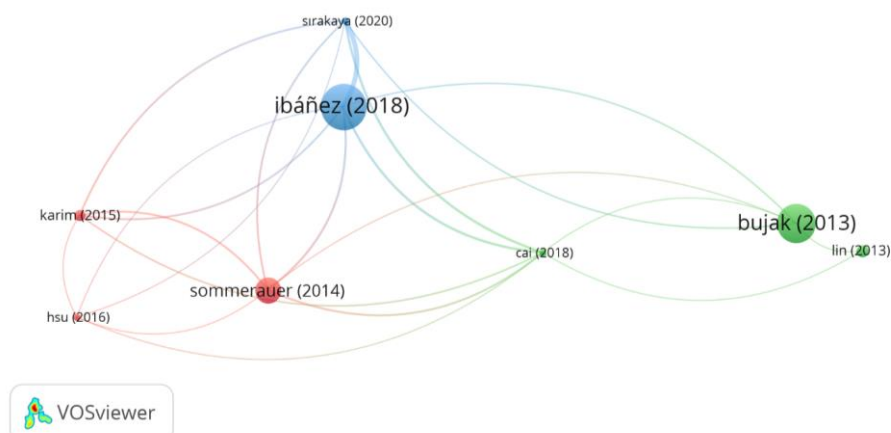 sırakaya (2020)
ibáñez (2018)
karim (2015)
bujak (2013)
lin (2013)
cai (2018)
sommerauer (2014)
hsu (2016)
VOSviewer